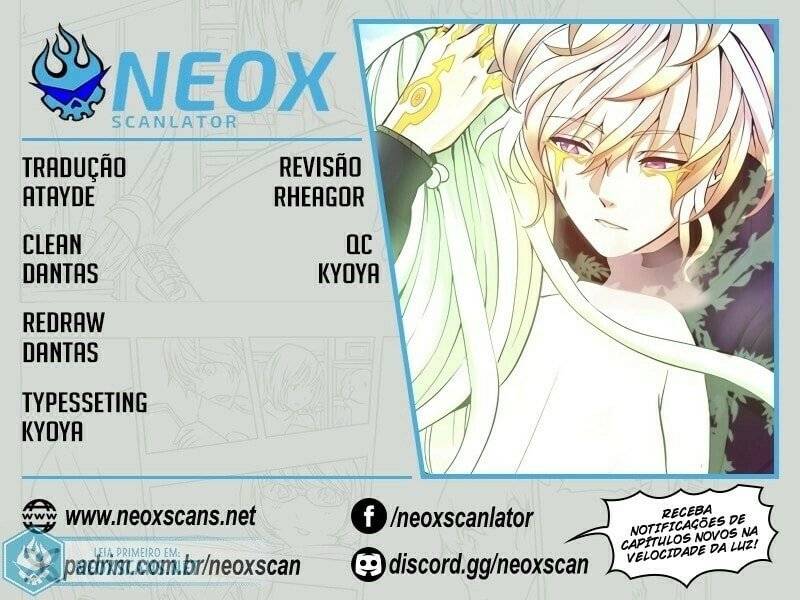 NEOX
SCANLATOR
TRADUÇÃO
ATAYDE
REVISÃO
RHEAGOR
CLEAN
DANTAS
QC
KYOYA
REDRAW
DANTAS
TYPESSETING
KYOYA
www.neoxscans.net
/neoxscanlator
LEIA PRIMEIRO EM:
padrim.com.br/neoxscan
discord.gg/neoxscan
RECEBA
NOTIFICAÇÕES DE
CAPÍTULOS NOVOS NA
VELOCIDADE DA LUZ!